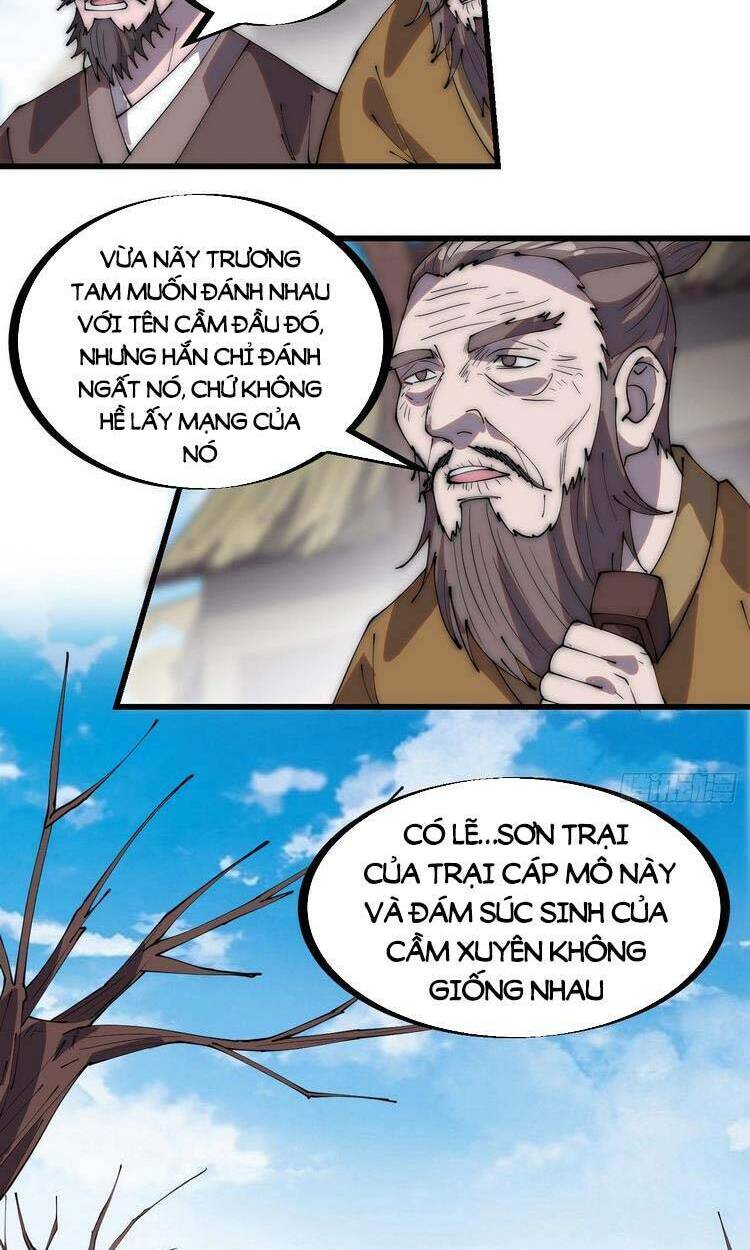 VỪA NÃY TRƯƠNG
TAM MUỐN ĐÁNH NHAU
VỚI TÊN CẦM ĐẦU ĐÓ,
NHƯNG HẮN CHỈ ĐÁNH
NGẤT NÓ, CHỨ KHÔNG
HỀ LẤY MẠNG CỦA
NÓ
CÓ LẼ...SƠN TRẠI
CỦA TRẠI CÁP MÔ NÀY
VÀ ĐÁM SÚC SINH CỦA
CẦM XUYÊN KHÔNG
GIỐNG NHAU